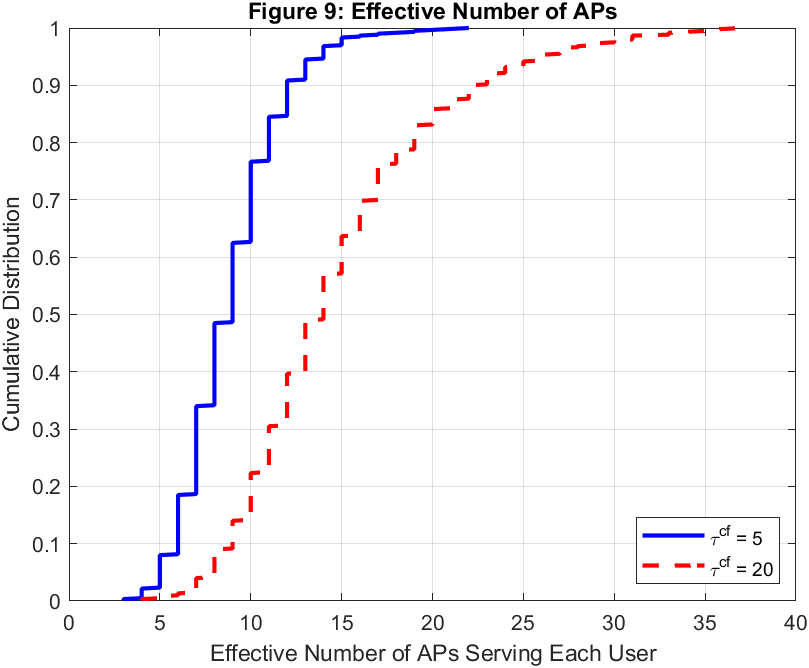 Figure 9: Effective Number of APs
Cumulative Distribution
1
0.9
0.8
0.7
0.6
0.5
0.4
0.3
0.2
0.1
0
0 5 10 15 20 25 30 35 40
Effective Number of APs Serving Each User
τ^cf = 5
τ^cf = 20